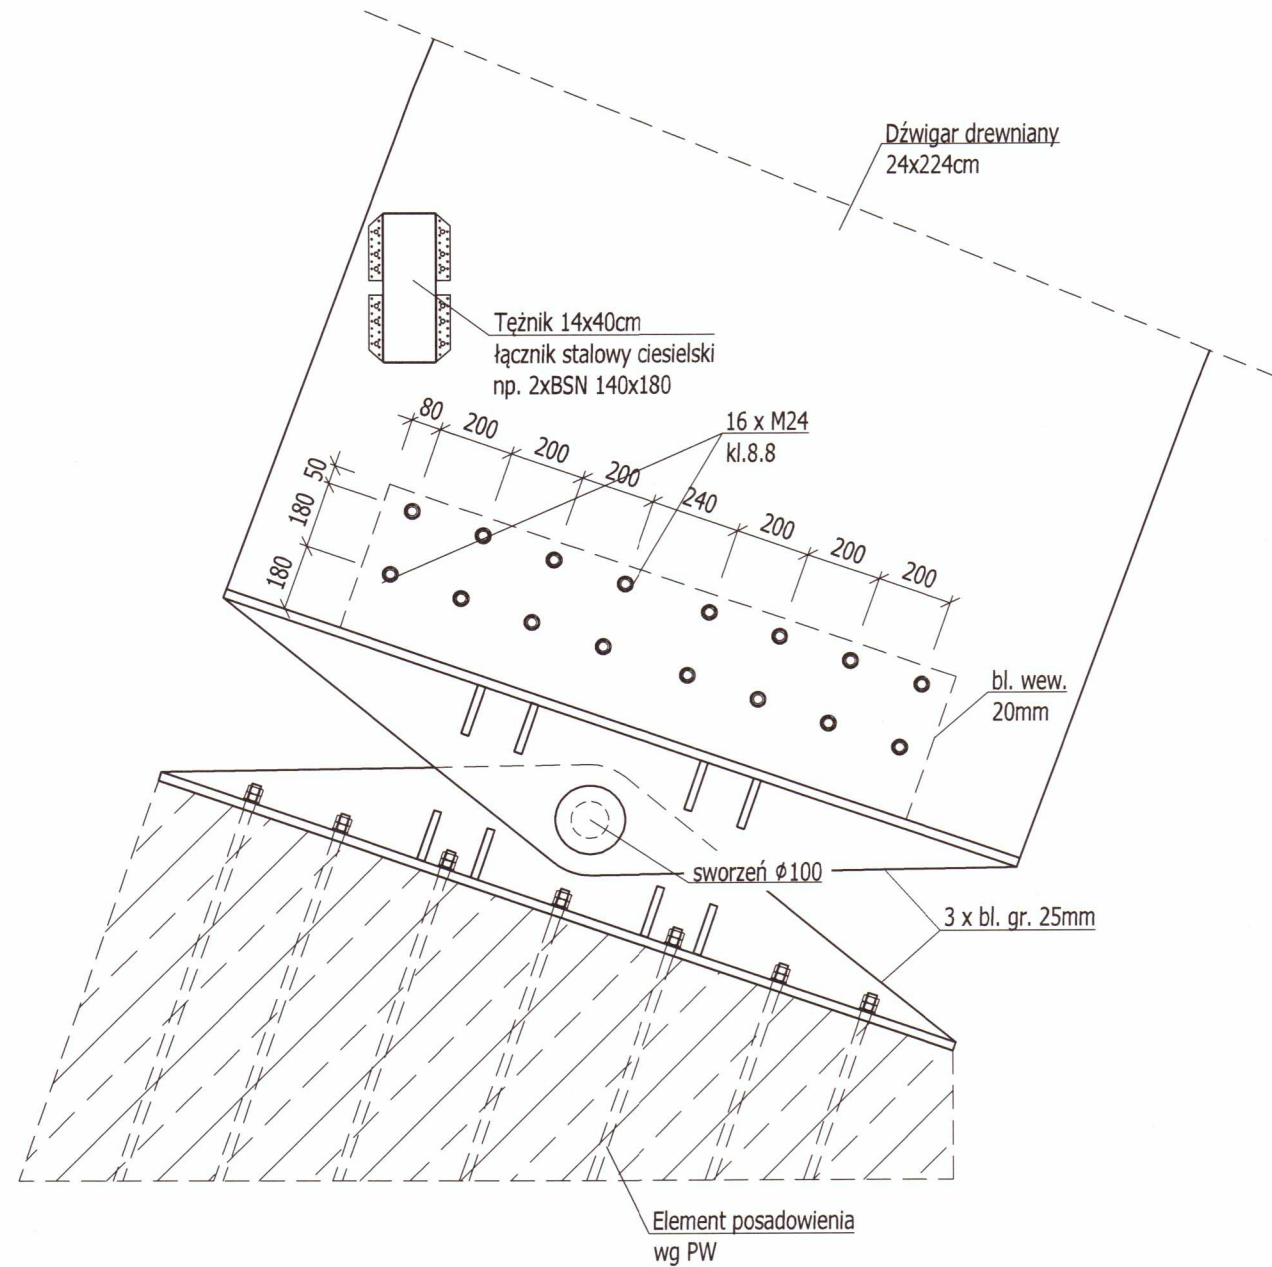 Dźwigar drewniany
24x224cm
Tężnik 14x40cm
łącznik stalowy ciesielski
np. 2xBSN 140x180
16 x M24
kl.8.8
80
200
200
200
240
200
200
200
50
180
180
bl. wew.
20mm
sworzeń ϕ100
3 x bl. gr. 25mm
Element posadowienia
wg PW